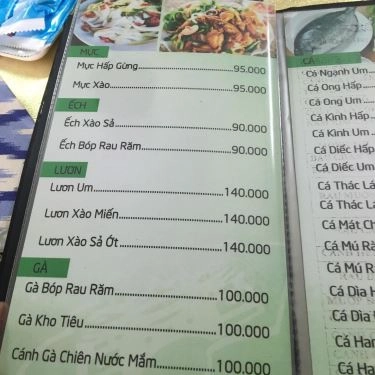 MỰC
Mực Hấp Gừng 95.000
Mực Xào 95.000
ẾCH
Ếch Xào Sả 90.000
Ếch Bóp Rau Răm 90.000
LƯƠN
Lươn Um 140.000
Lươn Xào Miến 140.000
Lươn Xào Sả Ớt 140.000
GÀ
Gà Bóp Rau Răm 100.000
Gà Kho Tiêu 100.000
Cánh Gà Chiên Nước Mắm 100.000
CÁ
Cá Ngạnh Um
Cá Ong Hấp
Cá Ong Um
Cá Kình Hấp
Cá Kình Um
Cá Diếc Hấp
Cá Diếc Um
Cá Thác
Cá Thác
Cá Mát
Cá Mú
Cá Mú
Cá Dìa
Cá Dìa
Cá
Cá